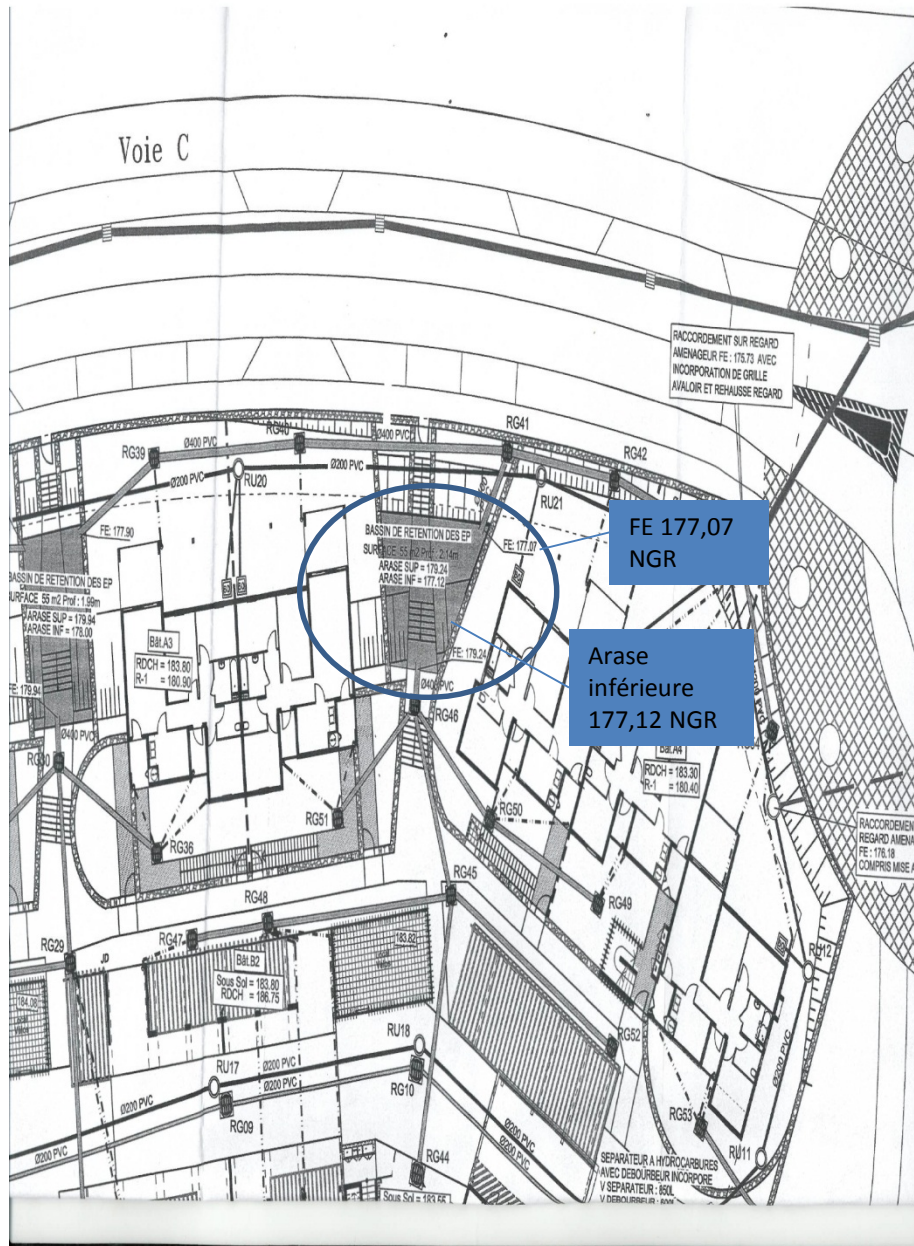 Voie C
RACCORDEMENT SUR REGARD
AMENAGEUR FE : 175.73 AVEC
INCORPORATION DE GRILLE
AVALOIR ET REHAUSSE REGARD
RG39
Ø400 PVC
RG40
Ø400 PVC
RG41
RG42
Ø200 PVC
RU20
Ø200 PVC
RU21
FE: 177.90
BASSIN DE RETENTION DES EP
SURFACE 55 m2 Prof : 2.14m
ARASE SUP = 179.24
ARASE INF = 177.12
FE: 177.07
FE 177,07
NGR
BASSIN DE RETENTION DES EP
SURFACE 55 m2 Prof : 1.99m
ARASE SUP = 179.94
ARASE INF = 178.00
Bât.A3
RDCH = 183.80
R-1 = 180.90
FE: 179.24
Arase
inférieure
177,12 NGR
FE: 179.94
Ø400 PVC
RG46
Ø400 PVC
RG30
Bât.A4
RDCH = 183.30
R-1 = 180.40
RG36
RG51
RG50
RACCORDEMENT
REGARD AMENA
FE : 176.18
COMPRIS MISE A
RG45
RG49
RG48
RG47
RG29
JD
Bât.B2
Sous Sol = 183.80
RDCH = 186.75
183.82
184.08
RU12
RG52
RU18
RU17
Ø200 PVC
Ø200 PVC
RG10
RG09
Ø200 PVC
Ø200 PVC
Ø200 PVC
Ø200 PVC
RG53
RU11
RG44
Sous Sol = 183.55
SEPARATEUR A HYDROCARBURES
AVEC DEBOURBEUR INCORPORE
V SEPARATEUR : 850L